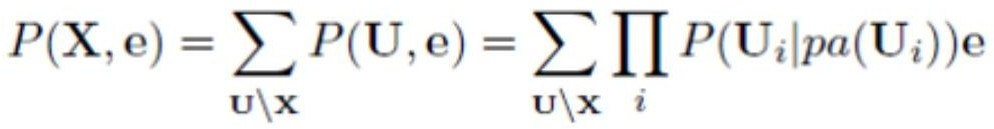 P(X, e) = ∑_{U\X} P(U, e) = ∑_{U\X} ∏_i P(U_i|pa(U_i))e